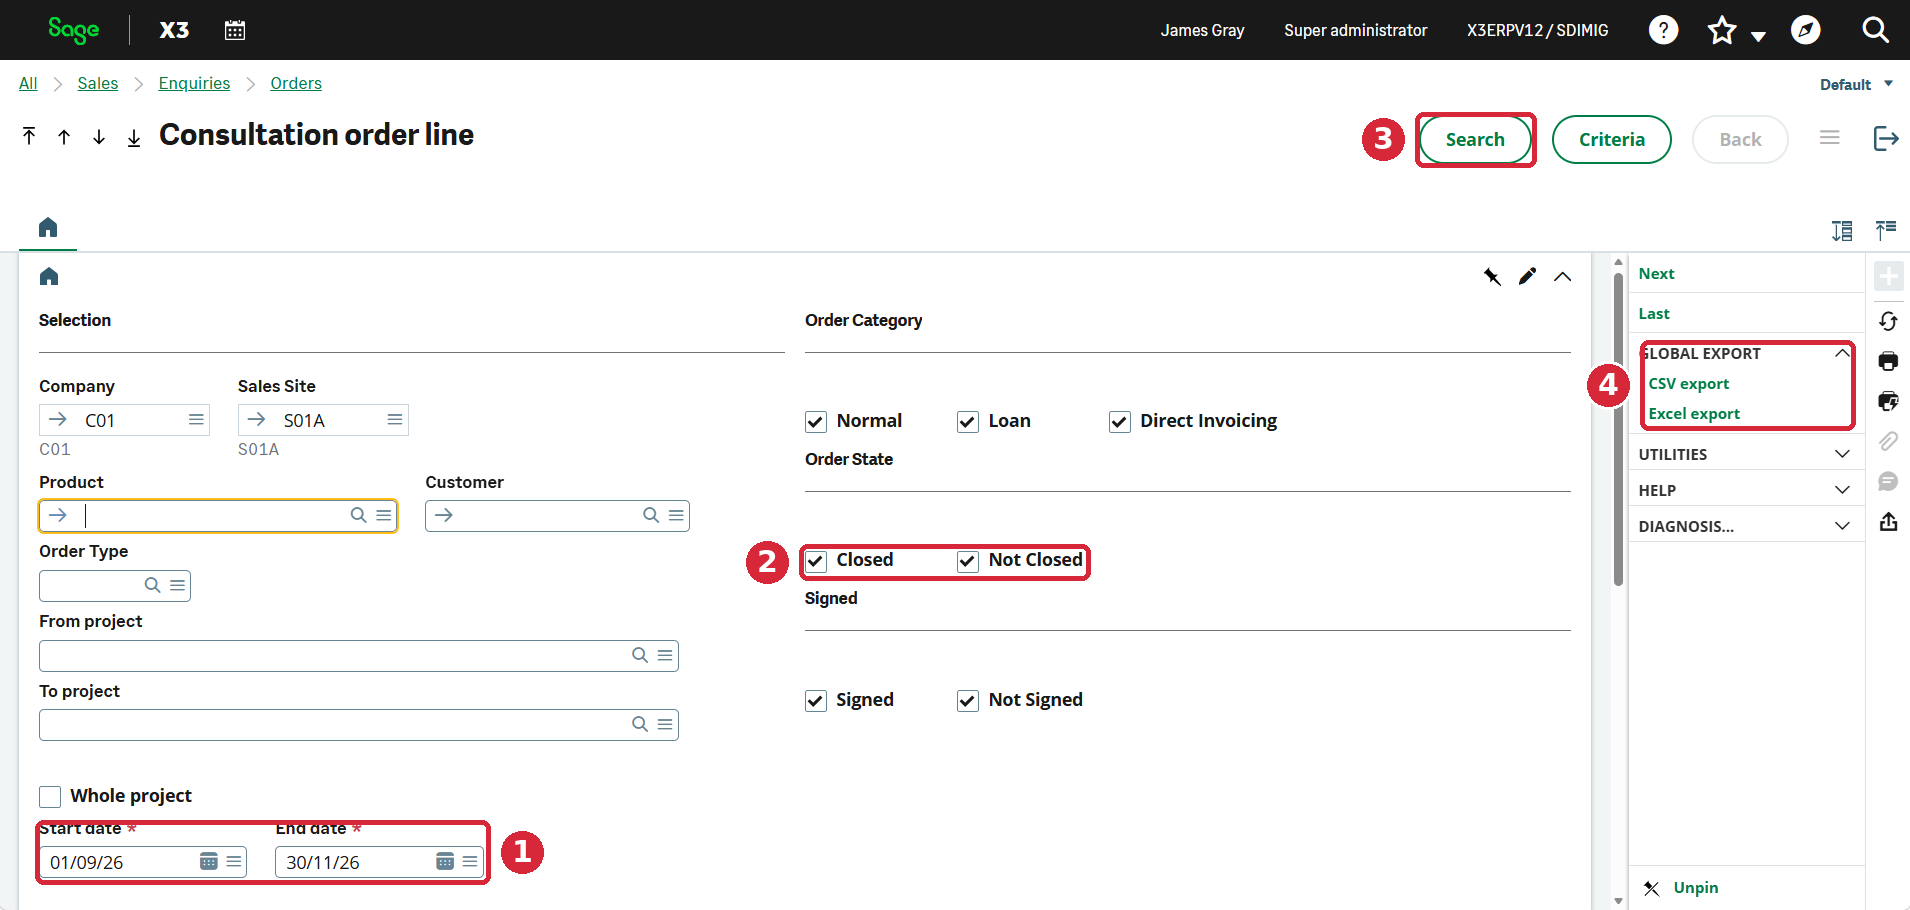 Sage X3 James Gray Super administrator X3ERPV12 / SDIMIG ?
All Sales Enquiries Orders Default
Consultation order line 3 Search Criteria Back
Next
Selection Order Category
Last
GLOBAL EXPORT
Company Sales Site 4 CSV export
C01 S01A Normal Loan Direct Invoicing Excel export
C01 S01A
Order State UTILITIES
Product Customer
HELP
Order Type DIAGNOSIS...
2 Closed Not Closed
Signed
From project
To project
Signed Not Signed
Whole project
Start date * End date *
01/09/26 30/11/26 1
Unpin